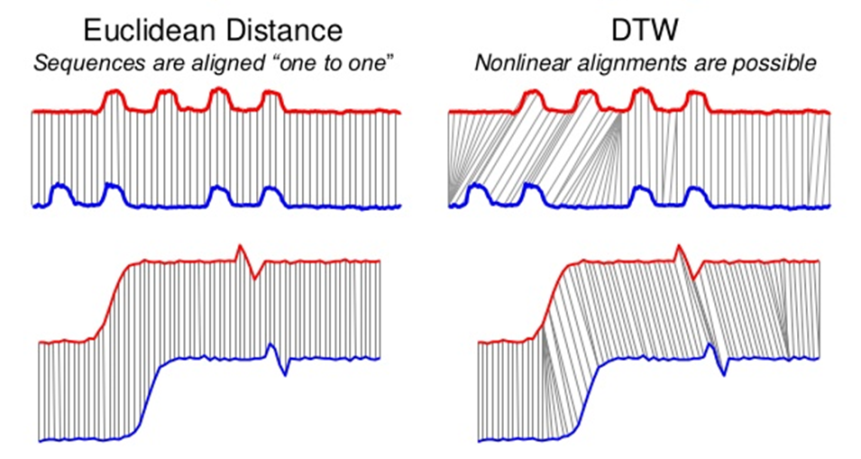 Euclidean Distance
Sequences are aligned “one to one”
DTW
Nonlinear alignments are possible